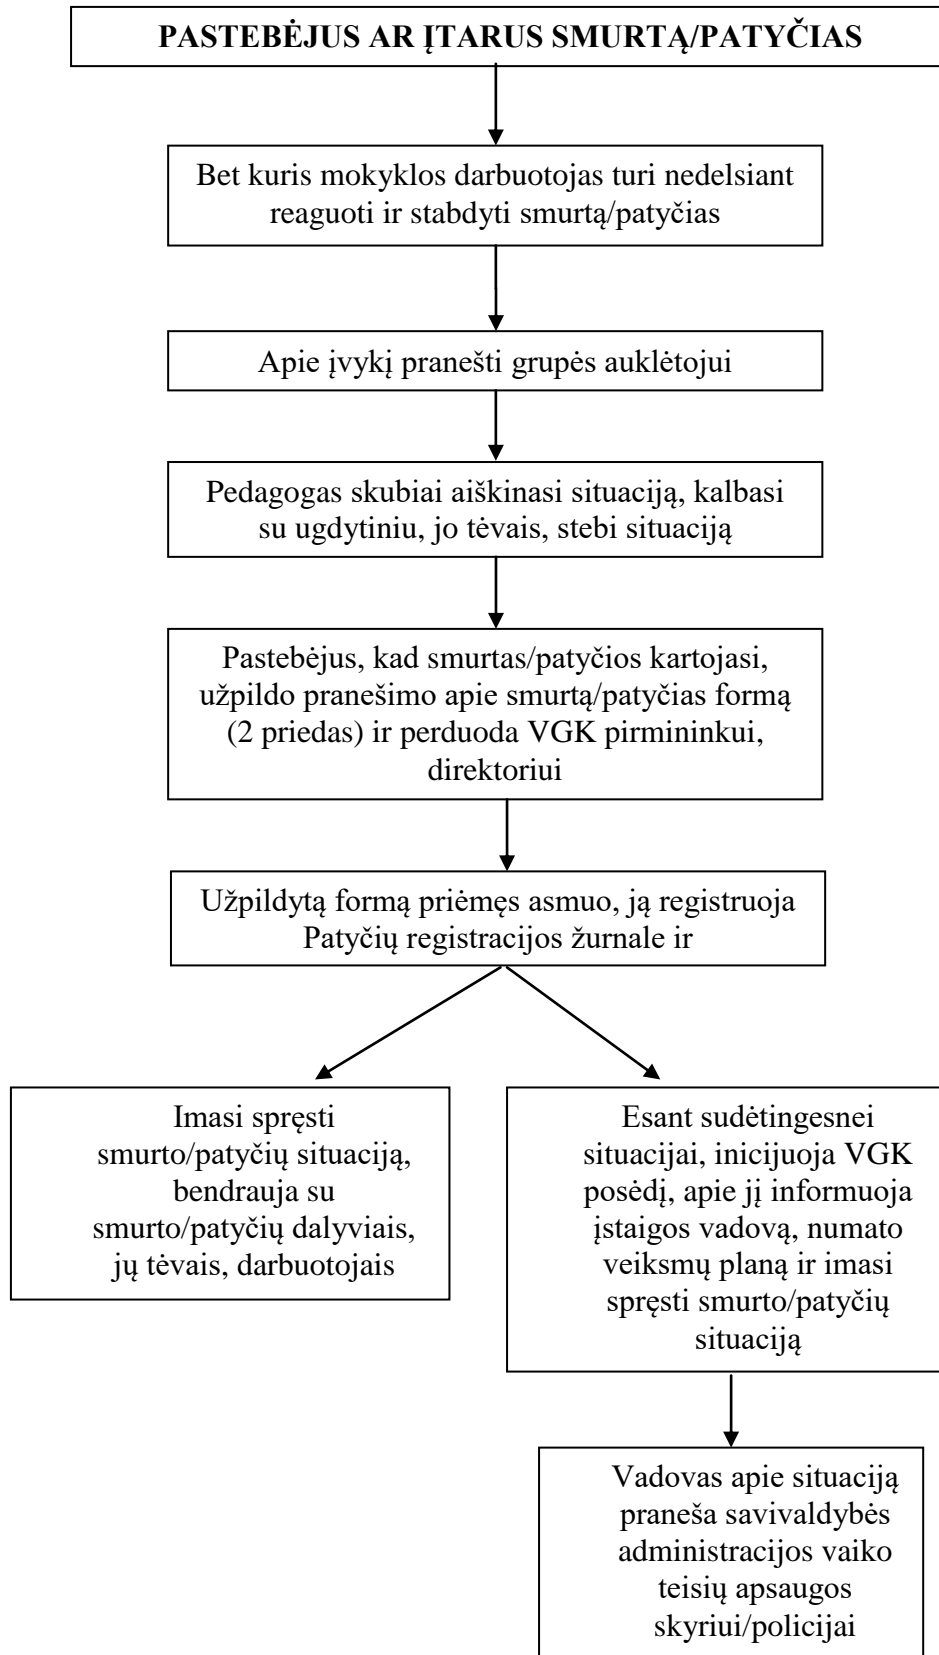 PASTEBĖJUS AR ĮTARUS SMURTĄ/PATYČIAS
Bet kuris mokyklos darbuotojas turi nedelsiant
reaguoti ir stabdyti smurtą/patyčias
Apie įvykį pranešti grupės auklėtojui
Pedagogas skubiai aiškinasi situaciją, kalbasi
su ugdytiniu, jo tėvais, stebi situaciją
Pastebėjus, kad smurtas/patyčios kartojasi,
užpildo pranešimo apie smurtą/patyčias formą
(2 priedas) ir perduoda VGK pirmininkui,
direktoriui
Užpildytą formą priėmęs asmuo, ją registruoja
Patyčių registracijos žurnale ir
Imasi spręsti
smurto/patyčių situaciją,
bendrauja su
smurto/patyčių dalyviais,
jų tėvais, darbuotojais
Esant sudėtingesnei
situacijai, inicijuoja VGK
posėdį, apie jį informuoja
įstaigos vadovą, numato
veiksmų planą ir imasi
spręsti smurto/patyčių
situaciją
Vadovas apie situaciją
praneša savivaldybės
administracijos vaiko
teisių apsaugos
skyriui/policijai